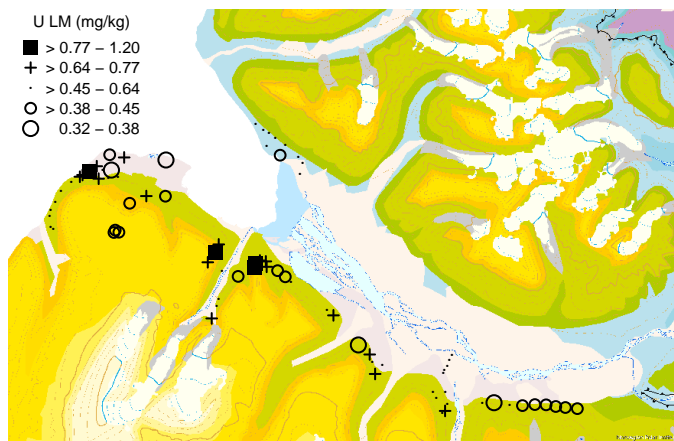 U LM (mg/kg)
> 0.77 – 1.20
> 0.64 – 0.77
> 0.45 – 0.64
> 0.38 – 0.45
0.32 – 0.38